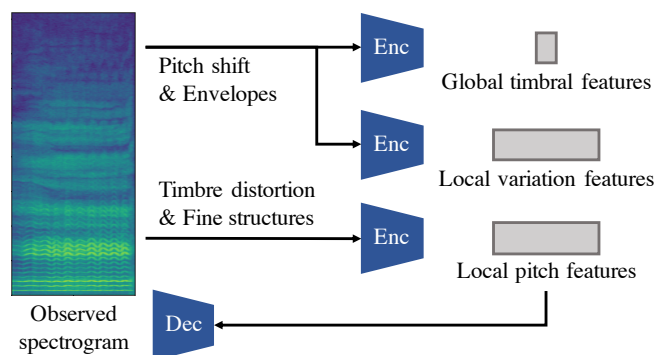 Enc
Pitch shift
& Envelopes
Global timbral features
Enc
Local variation features
Timbre distortion
& Fine structures
Enc
Local pitch features
Observed
spectrogram
Dec